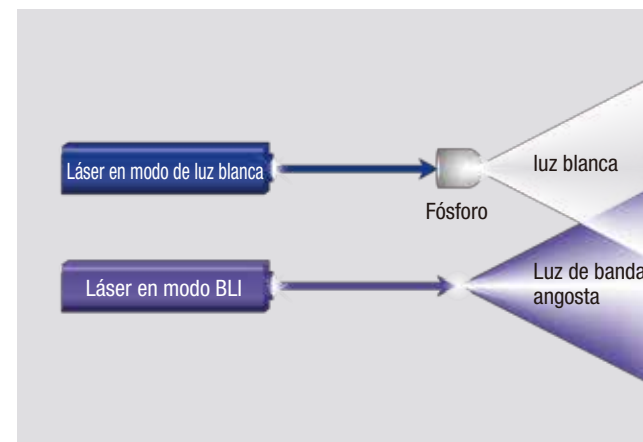 Láser en modo de luz blanca
luz blanca
Fósforo
Láser en modo BLI
Luz de banda
angosta